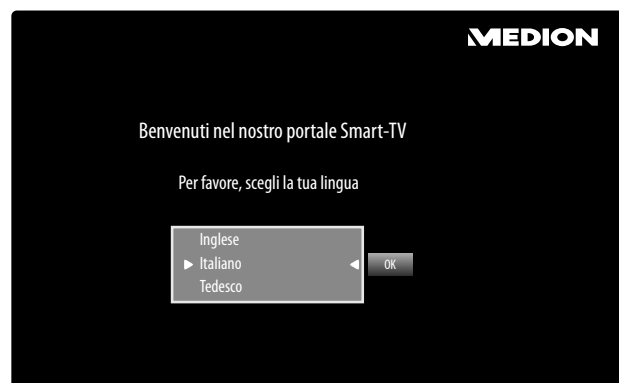 MEDION
Benvenuti nel nostro portale Smart-TV
Per favore, scegli la tua lingua
Inglese
Italiano
OK
Tedesco